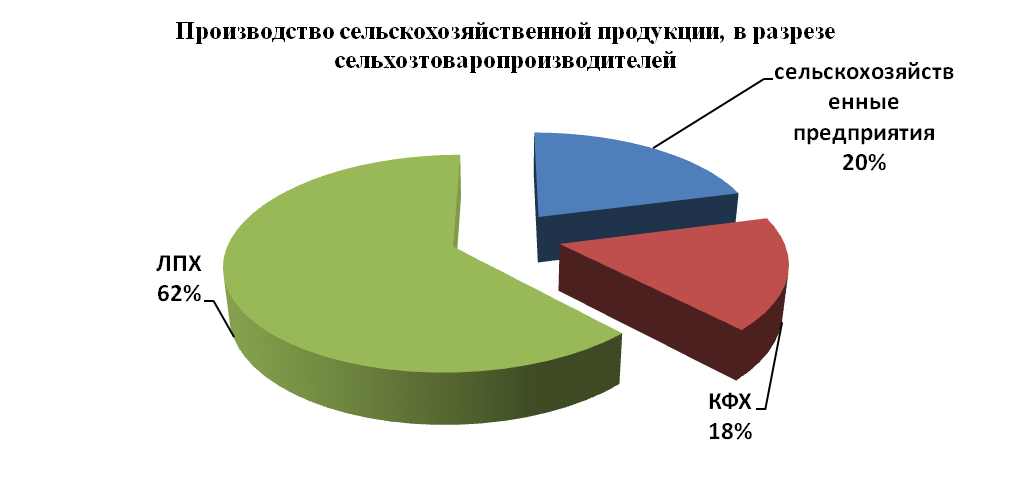 Производство сельскохозяйственной продукции, в разрезе
сельхозтоваропроизводителей
сельскохозяйств
енные
предприятия
20%
ЛПХ
62%
КФХ
18%